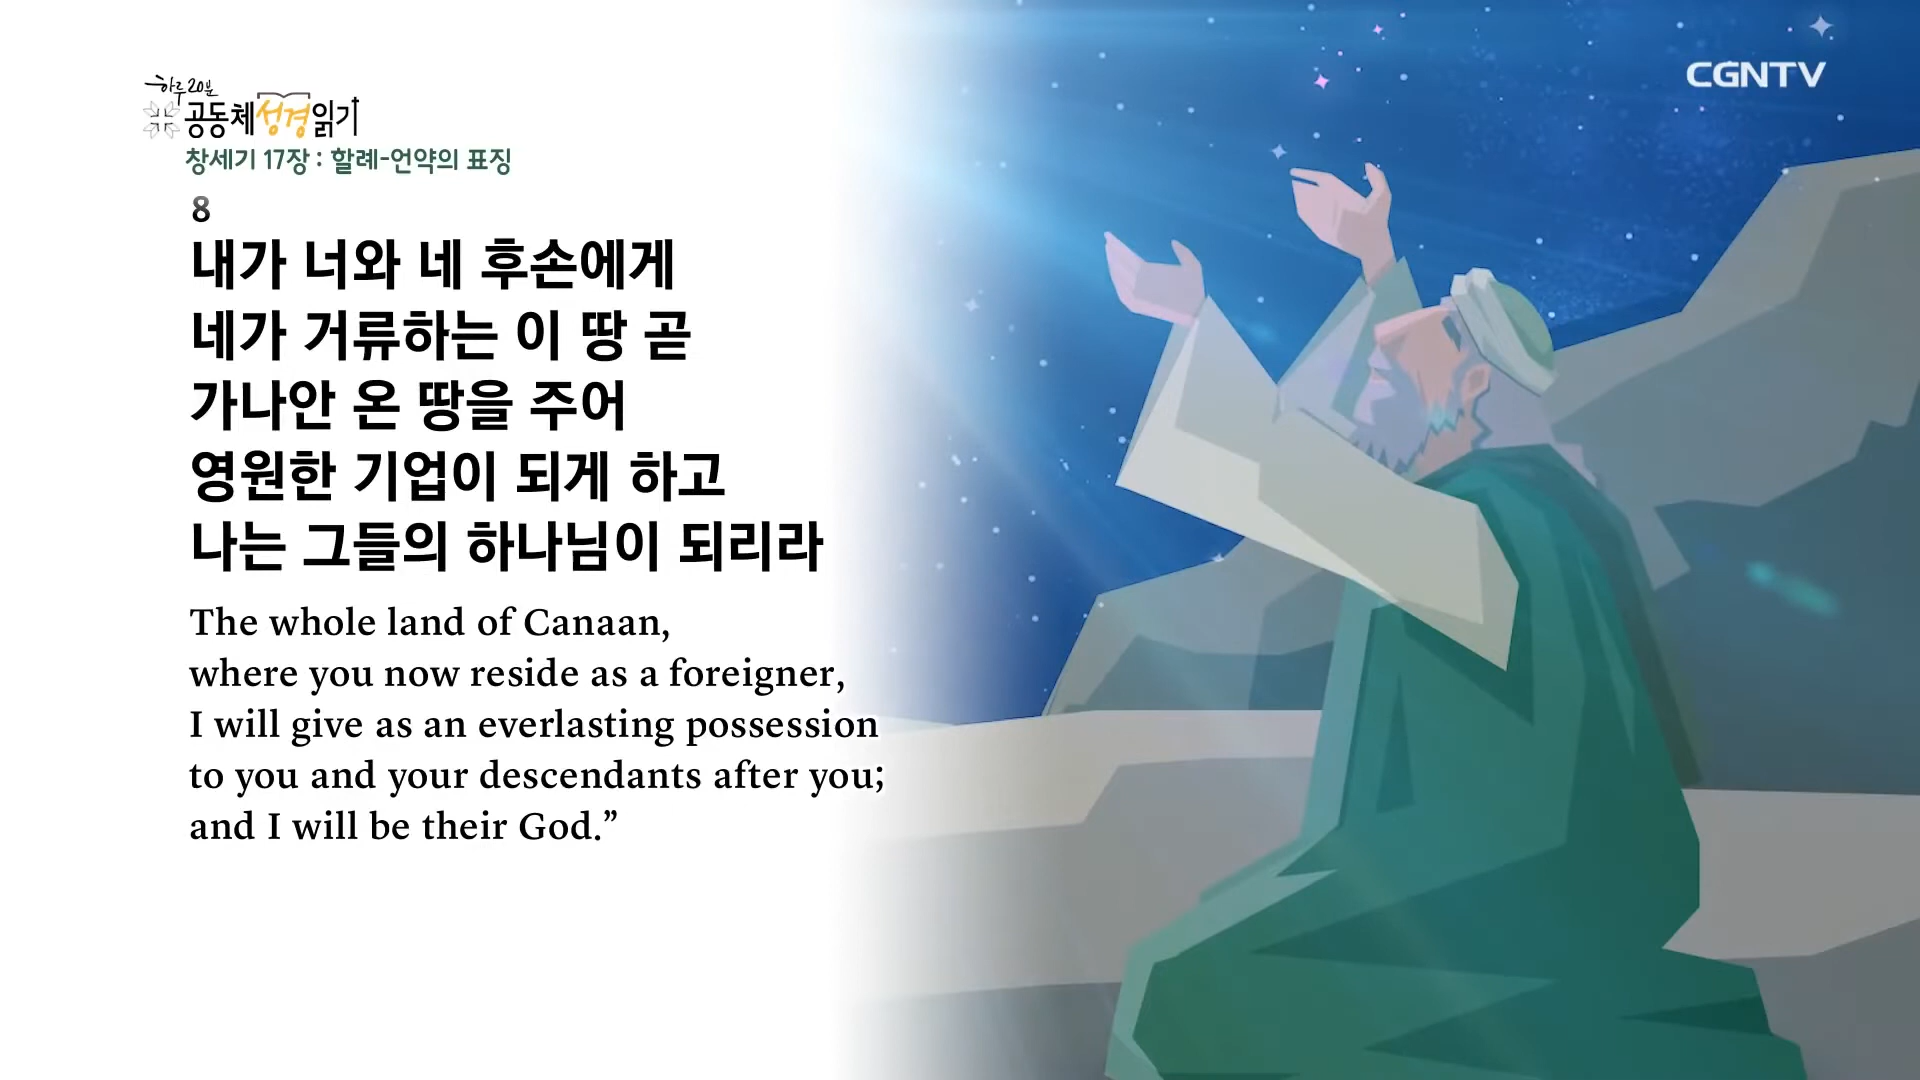 하루 20분
공동체성경읽기
CGNTV
창세기 17장 : 할례-언약의 표징
8
내가 너와 네 후손에게
네가 거류하는 이 땅 곧
가나안 온 땅을 주어
영원한 기업이 되게 하고
나는 그들의 하나님이 되리라
The whole land of Canaan,
where you now reside as a foreigner,
I will give as an everlasting possession
to you and your descendants after you;
and I will be their God.”